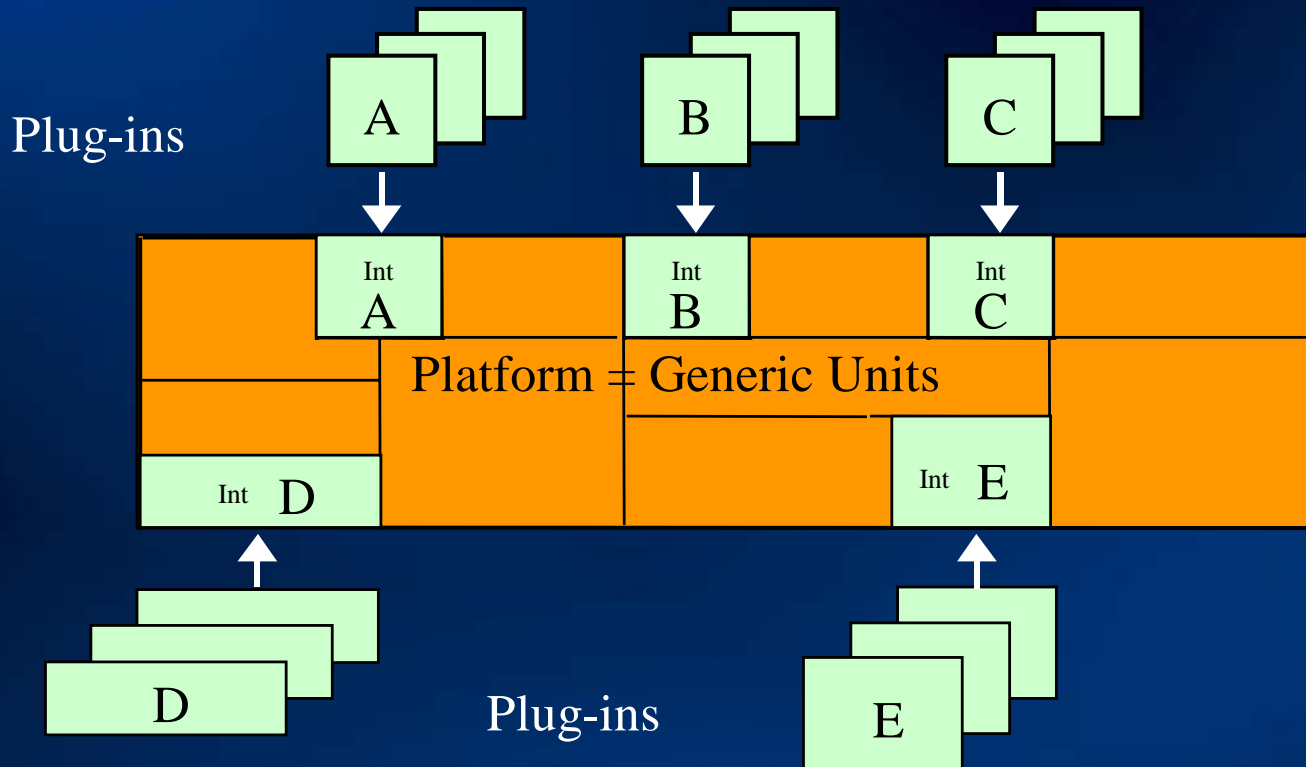 A
B
C
Plug-ins
Int
A
Int
B
Int
C
Platform = Generic Units
Int D
Int E
D
Plug-ins
E